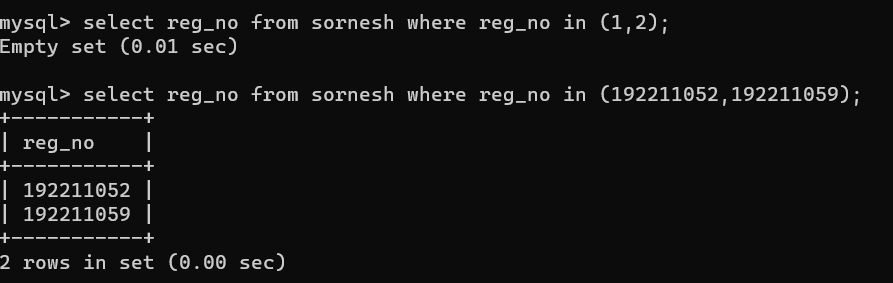 mysql> select reg_no from sornesh where reg_no in (1,2);
Empty set (0.01 sec)
mysql> select reg_no from sornesh where reg_no in (192211052,192211059);
+-----------+
| reg_no    |
+-----------+
| 192211052 |
| 192211059 |
+-----------+
2 rows in set (0.00 sec)